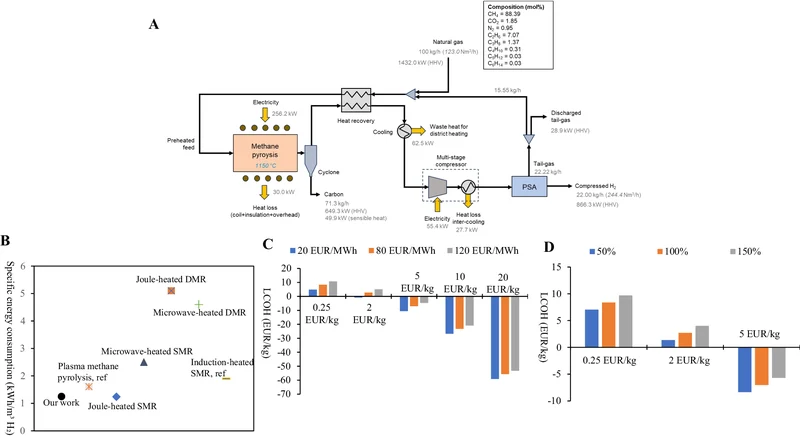 A
Composition (mol%)
CH₄ = 88.39
CO₂ = 1.85
N₂ = 0.95
C₂H₆ = 7.07
C₃H₈ = 1.37
C₄H₁₀ = 0.31
C₅H₁₂ = 0.03
C₆H₁₄ = 0.03
Natural gas
100 kg/h (123.0 Nm³/h)
1432.0 kW (HHV)
15.55 kg/h
Heat recovery
Electricity
256.2 kW
Preheated
feed
Methane
pyroysis
1150 °C
30.0 kW
Heat loss
(coil+insulation+overhead)
Cyclone
Carbon
71.3 kg/h
649.3 kW (HHV)
49.9 kW (sensible heat)
Cooling
Waste heat for
district heating
62.5 kW
Multi-stage
compressor
Electricity
55.4 kW
Heat loss
inter-cooling
27.7 kW
Discharged
tail-gas
28.9 kW (HHV)
Tail-gas
22.22 kg/h
PSA
Compressed H₂
22.00 kg/h (244.4 Nm³/h)
866.3 kW (HHV)
B
Specific energy consumption (kWh/m³ H₂)
6
5
4
3
2
1
0
Joule-heated DMR
Microwave-heated DMR
Microwave-heated SMR
Plasma methane
pyrolysis, ref
Induction-heated
SMR, ref
Our work
Joule-heated SMR
C
20 EUR/MWh
80 EUR/MWh
120 EUR/MWh
LCOH (EUR/kg)
20
10
0
-10
-20
-30
-40
-50
-60
-70
0.25
EUR/kg
2
EUR/kg
5
EUR/kg
10
EUR/kg
20
EUR/kg
D
50%
100%
150%
LCOH (EUR/kg)
15
10
5
0
-5
-10
0.25 EUR/kg
2 EUR/kg
5 EUR/kg